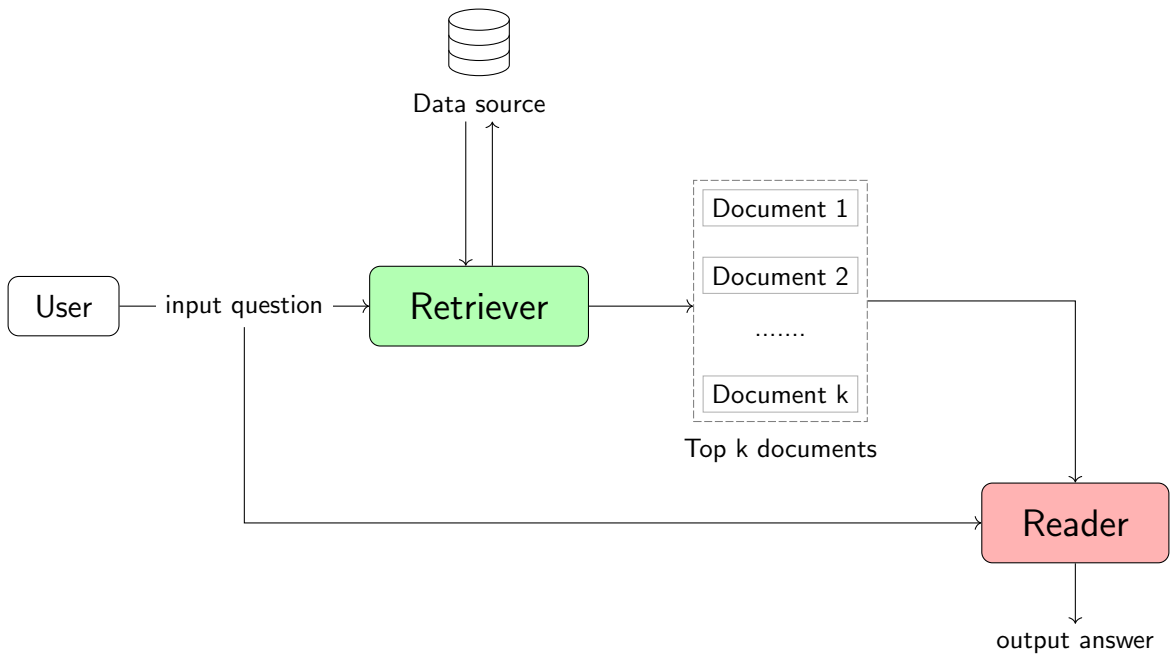 Data source
Document 1
Document 2
User
input question
Retriever
.......
Document k
Top k documents
Reader
output answer